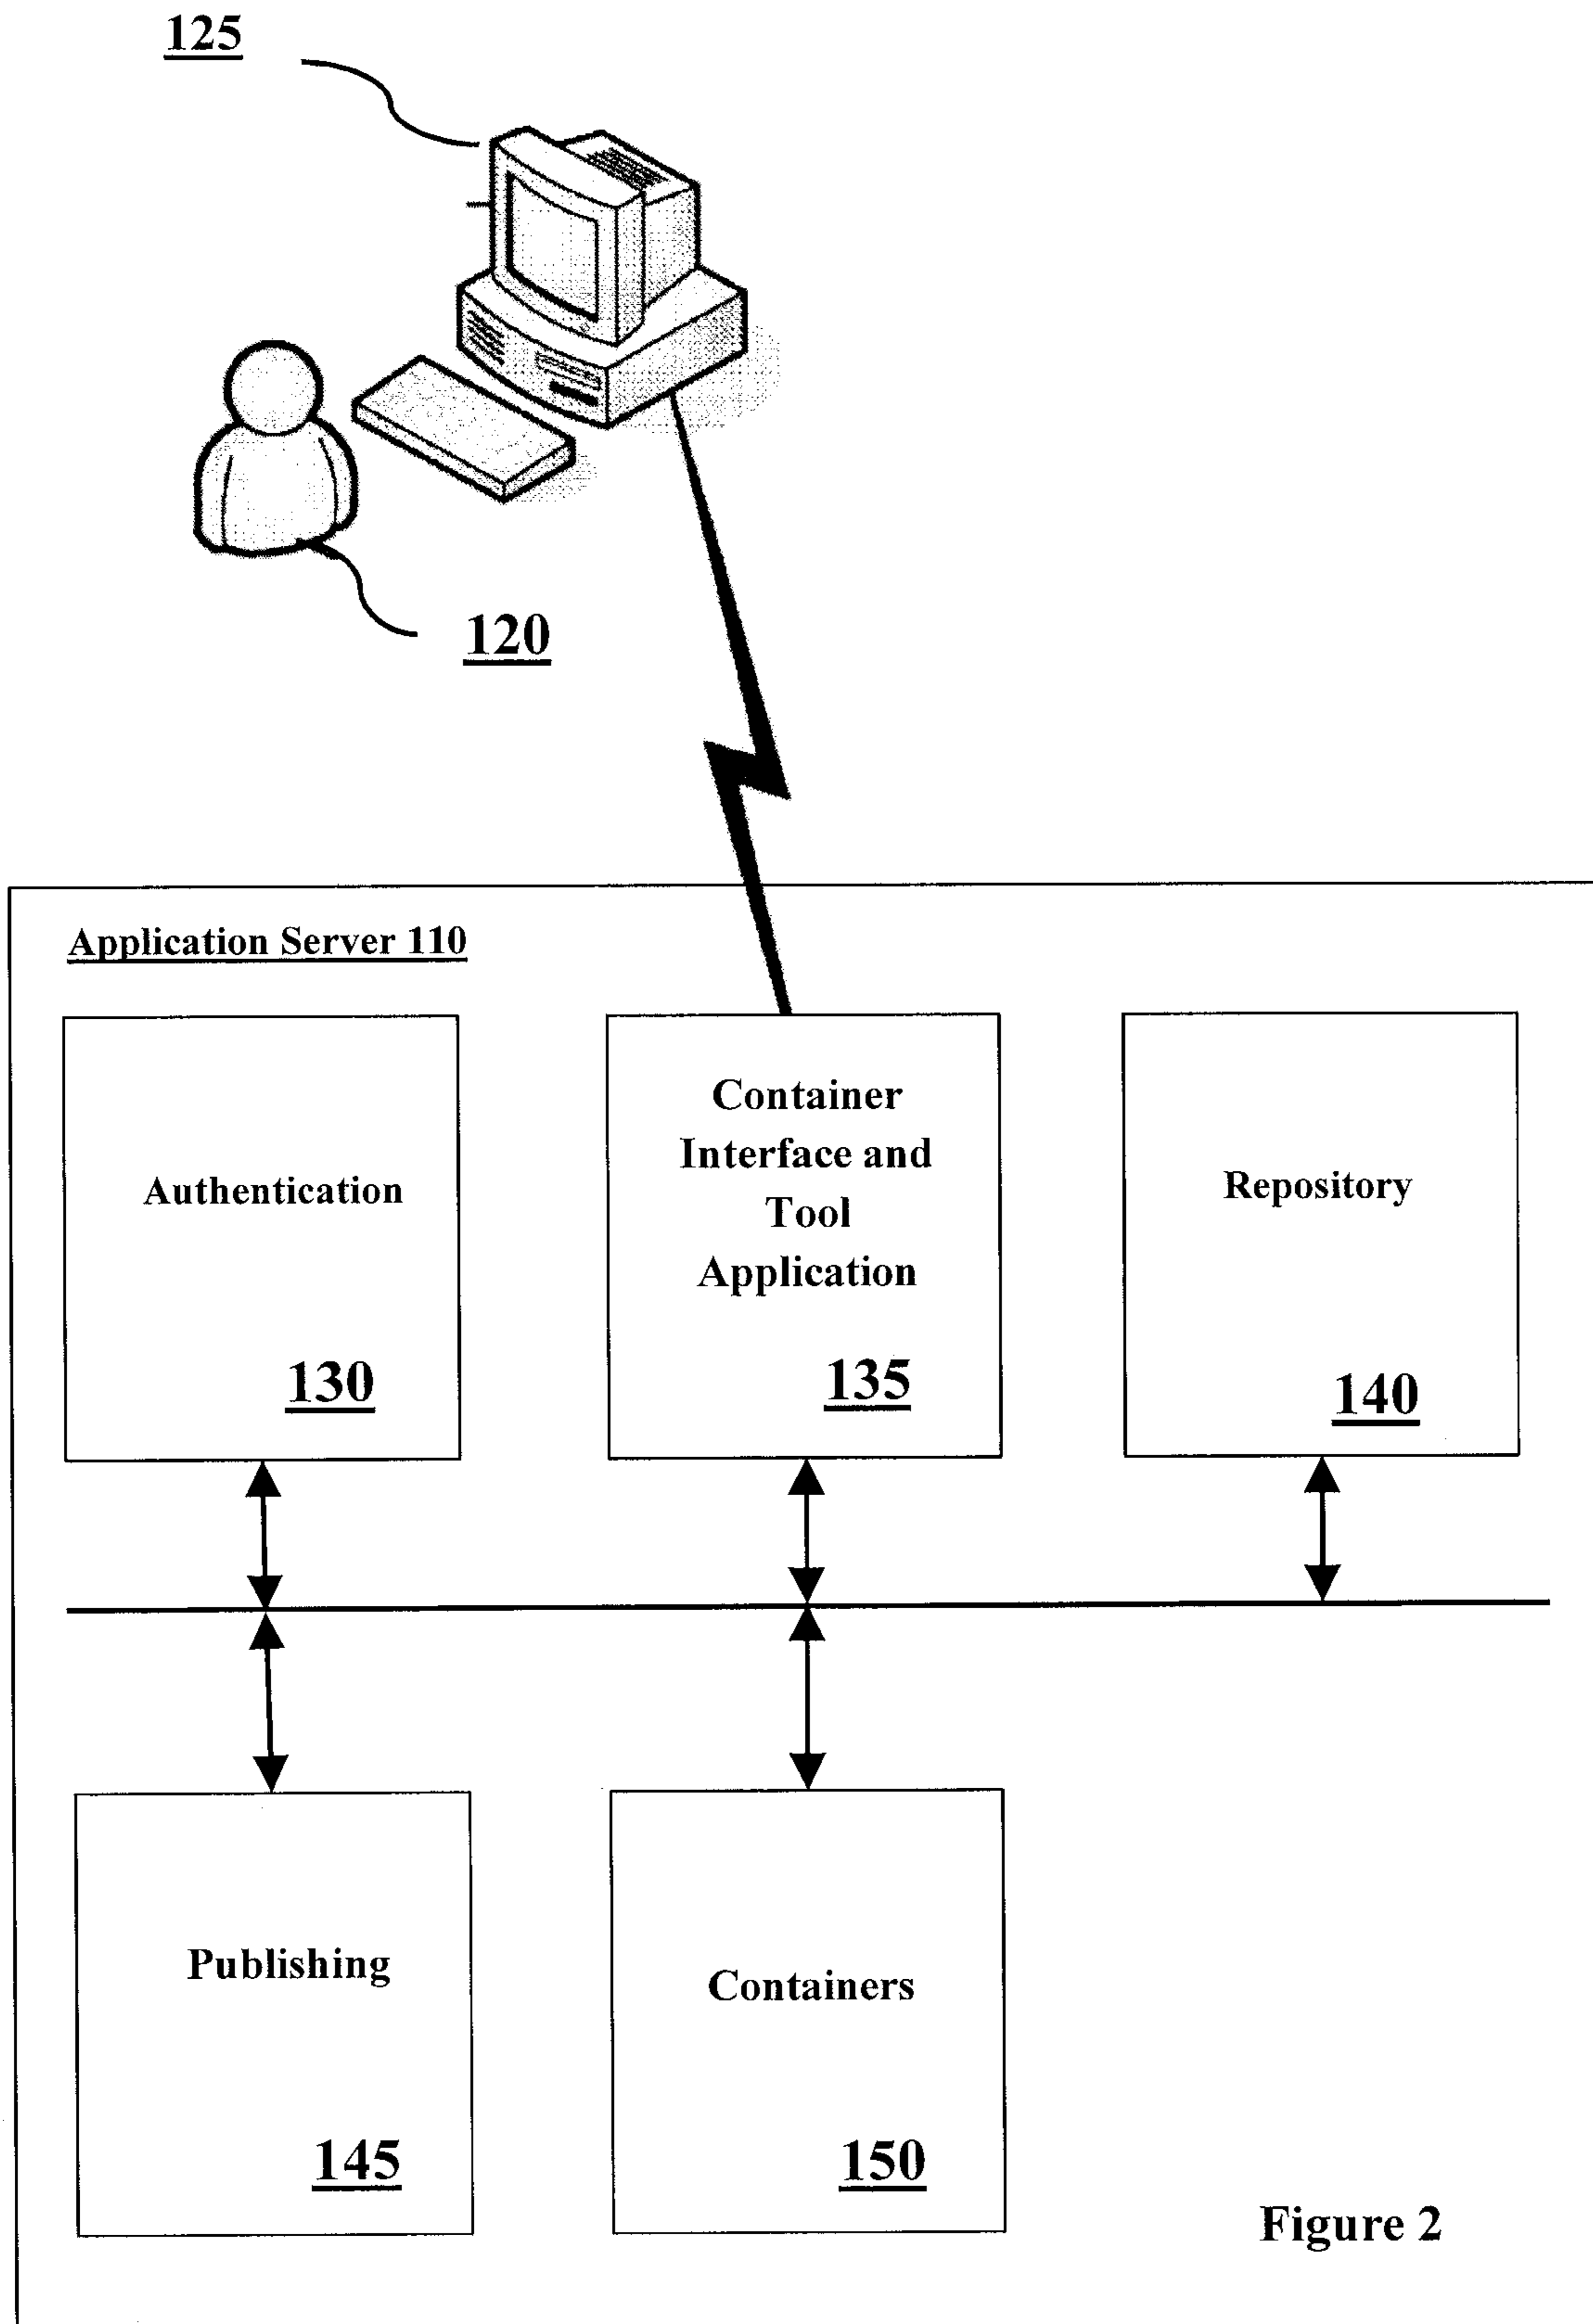 125
120
Application Server 110
Authentication
130
Container
Interface and
Tool
Application
135
Repository
140
Publishing
145
Containers
150
Figure 2